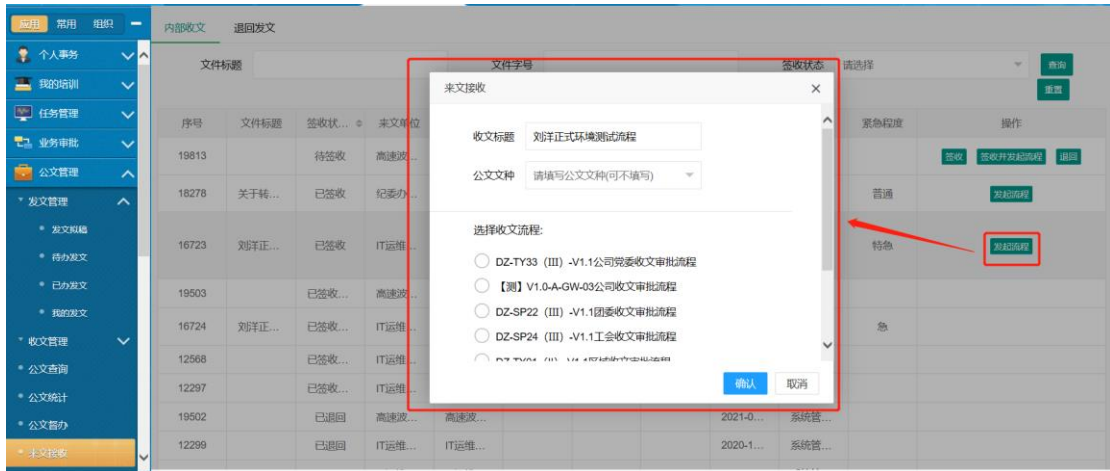 应用 常用 组织
内部收文 退回发文
个人事务
我的培训
任务管理
业务审批
公文管理
发文管理
发文拟稿
待办发文
已办发文
我的发文
收文管理
公文查询
公文统计
公文督办
来文接收
文件标题 文件字号 签收状态 请选择 查询
重置
序号 文件标题 签收状... 来文单位 紧急程度 操作
19813 待签收 高速波... 签收 签收并发起流程 退回
18278 关于转... 已签收 纪委办... 普通 发起流程
16723 刘洋正... 已签收 IT运维... 特急 发起流程
19503 已签收... 高速波...
16724 刘洋正... 已签收... IT运维... 急
12568 已签收... IT运维...
12297 已签收... IT运维...
19502 已退回 高速波... 高速波... 2021-0... 系统管...
12299 已退回 IT运维... IT运维... 2020-1... 系统管...
来文接收
收文标题 刘洋正式环境测试流程
公文文种 请填写公文文种(可不填写)
选择收文流程:
DZ-TY33（III）-V1.1公司党委收文审批流程
【测】V1.0-A-GW-03公司收文审批流程
DZ-SP22（III）-V1.1团委收文审批流程
DZ-SP24（III）-V1.1工会收文审批流程
确认 取消